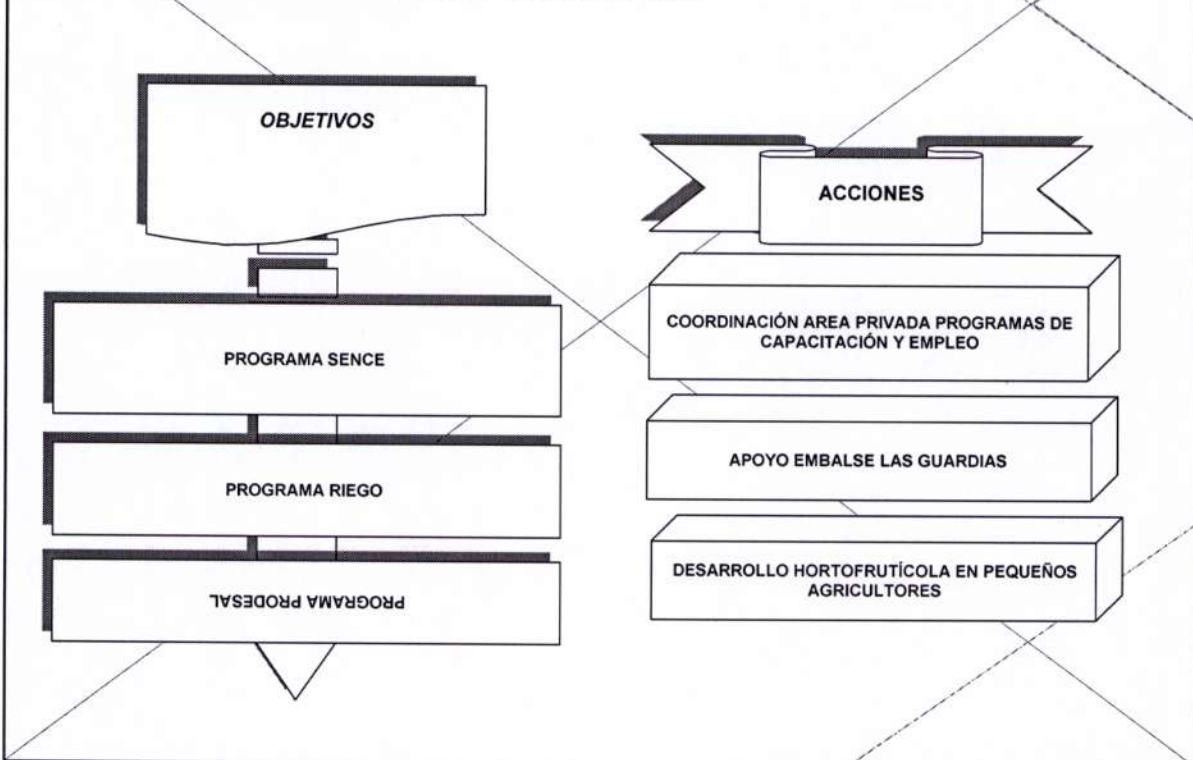 OBJETIVOS
PROGRAMA SENCE
PROGRAMA RIEGO
PROGRAMA PRODESAL
ACCIONES
COORDINACIÓN AREA PRIVADA PROGRAMAS DE
CAPACITACIÓN Y EMPLEO
APOYO EMBALSE LAS GUARDIAS
DESARROLLO HORTOFRUTÍCOLA EN PEQUEÑOS
AGRICULTORES